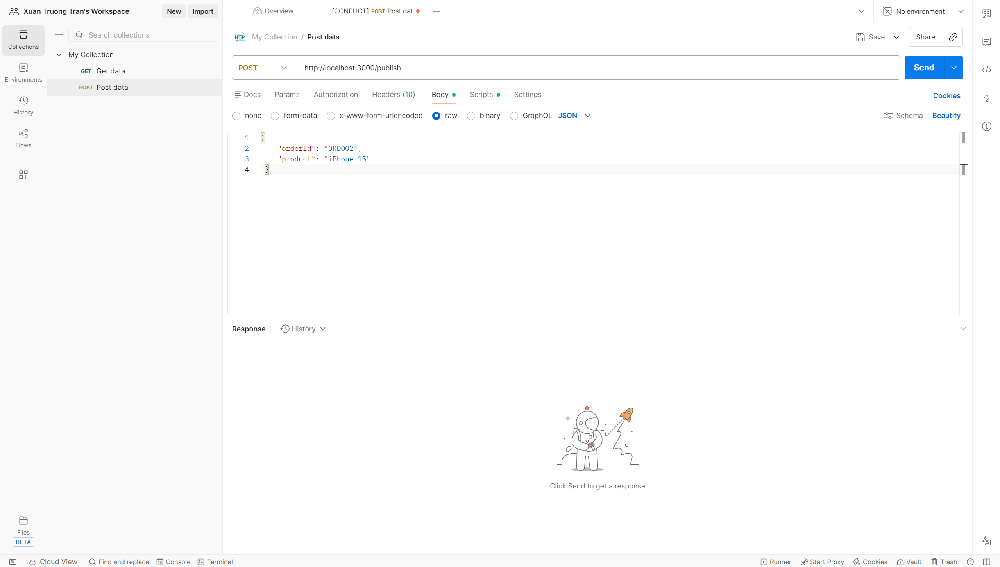 Xuan Truong Tran's Workspace
New
Import
Overview
[CONFLICT] POST Post dat
No environment
Collections
Environments
History
Flows
Files
BETA
Search collections
My Collection
GET Get data
POST Post data
HTTP My Collection / Post data
Save
Share
POST
http://localhost:3000/publish
Send
Docs
Params
Authorization
Headers (10)
Body
Scripts
Settings
Cookies
none
form-data
x-www-form-urlencoded
raw
binary
GraphQL
JSON
Schema
Beautify
1 {
2 "orderId": "ORD002",
3 "product": "iPhone 15"
4 }
Response
History
Click Send to get a response
AI
Cloud View
Find and replace
Console
Terminal
Runner
Start Proxy
Cookies
Vault
Trash